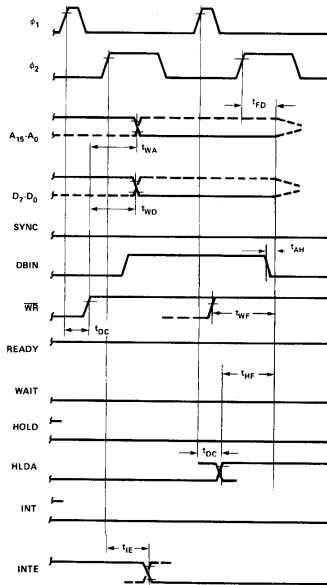 ϕ1
ϕ2
tFD
A15-A0
tWA
D7-D0
tWD
SYNC
tAH
DBIN
WR
tWF
tDC
READY
tHF
WAIT
HOLD
tDC
HLDA
INT
tIE
INTE